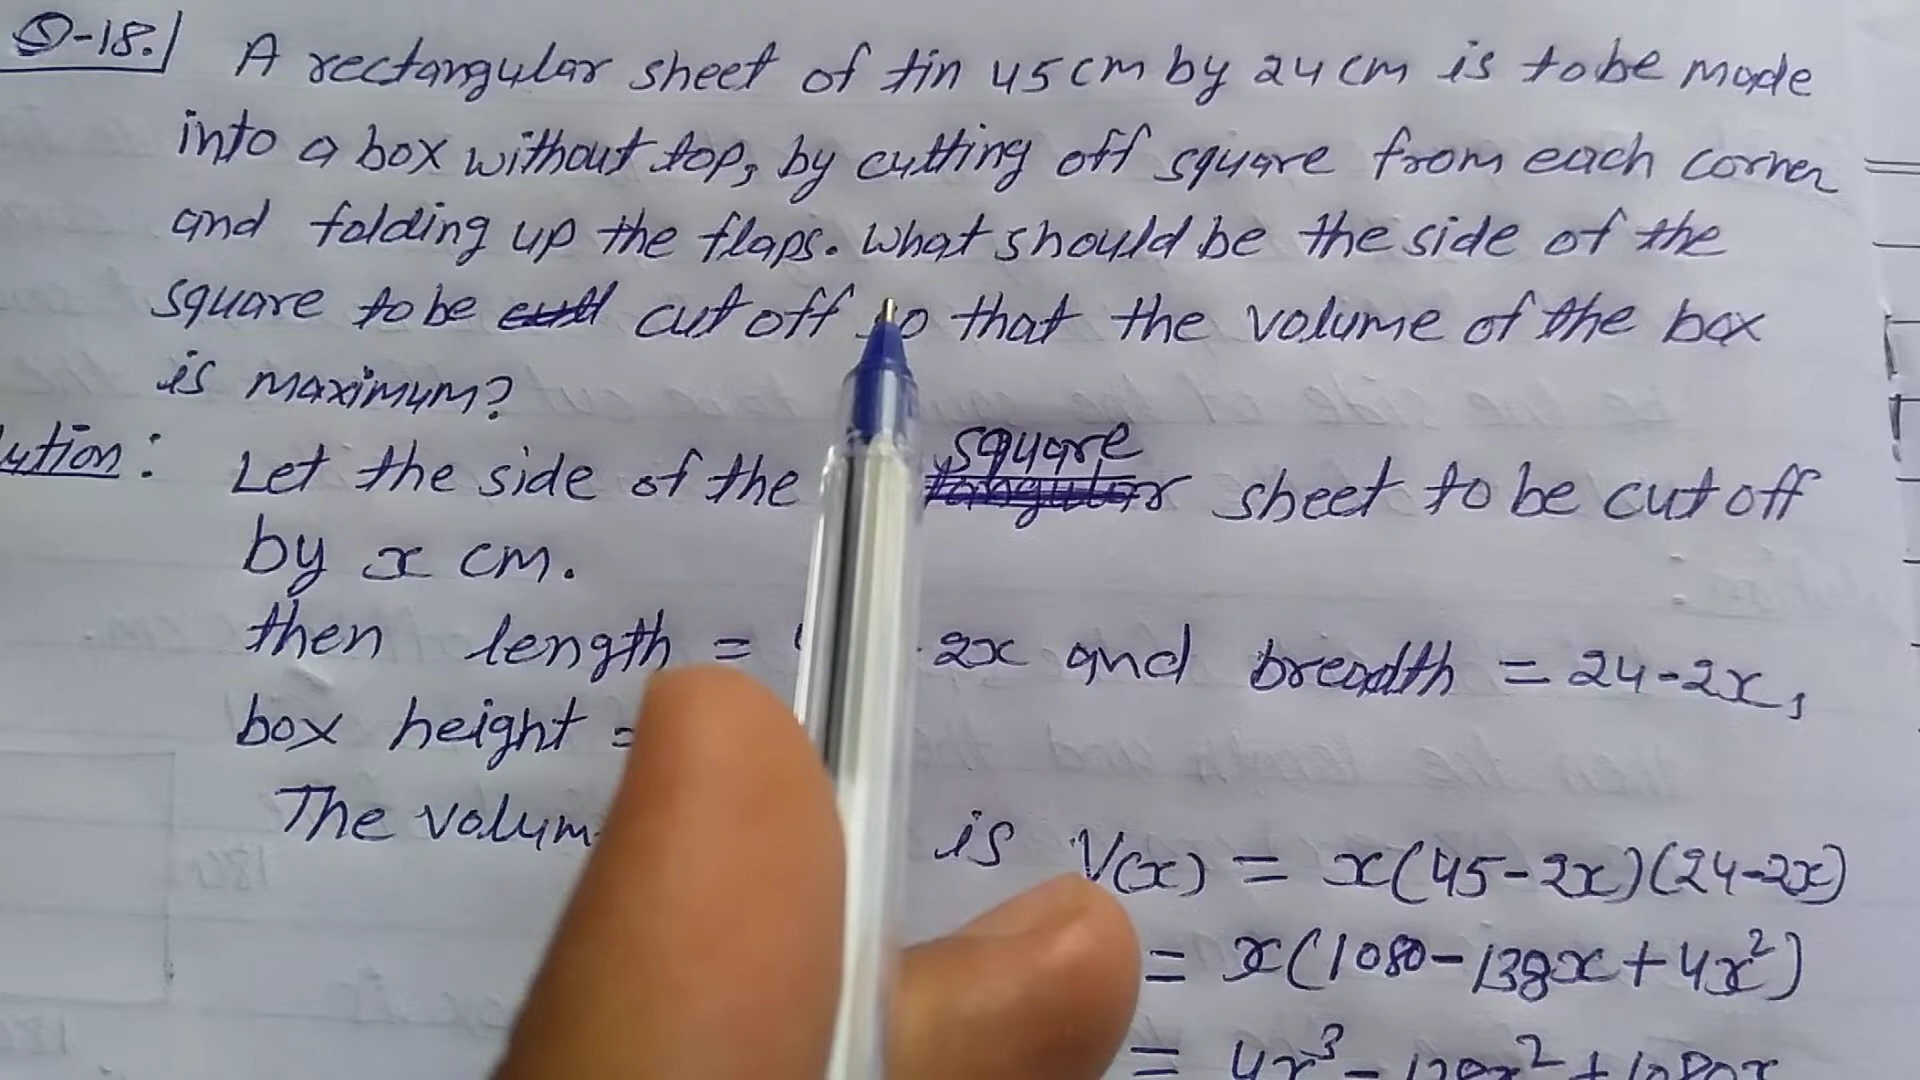 Q-18.
A rectangular sheet of tin 45 cm by 24 cm is to be made
into a box without top, by cutting off square from each corner
and folding up the flaps. What should be the side of the
square to be cut off so that the volume of the box
is maximum?
ution: Let the side of the square sheet to be cut off
by x cm.
then length = 2x and breadth = 24-2x,
box height =
The volum is V(x) = x(45-2x)(24-2x)
= x(1080-138x+4x²)
= 4x³-138x²+1080x